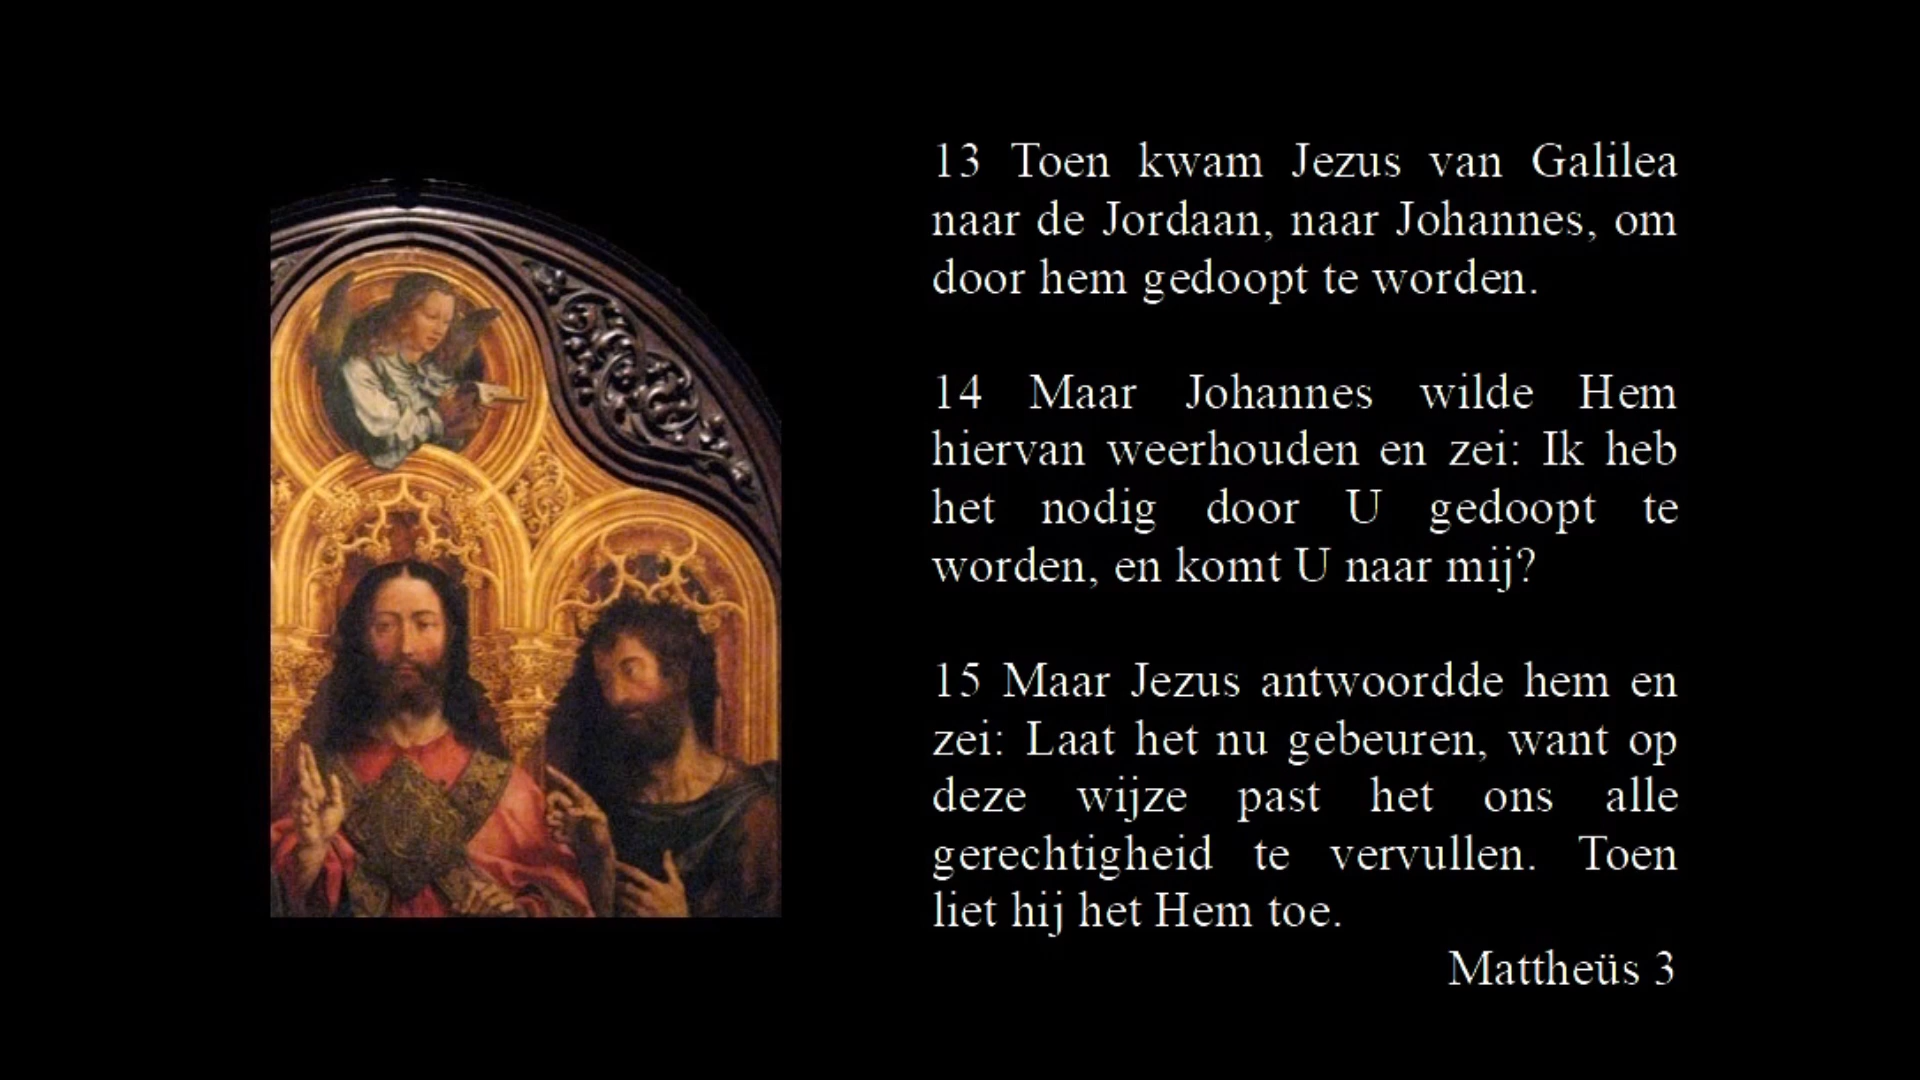 13 Toen kwam Jezus van Galilea
naar de Jordaan, naar Johannes, om
door hem gedoopt te worden.
14 Maar Johannes wilde Hem
hiervan weerhouden en zei: Ik heb
het nodig door U gedoopt te
worden, en komt U naar mij?
15 Maar Jezus antwoordde hem en
zei: Laat het nu gebeuren, want op
deze wijze past het ons alle
gerechtigheid te vervullen. Toen
liet hij het Hem toe.
Mattheüs 3